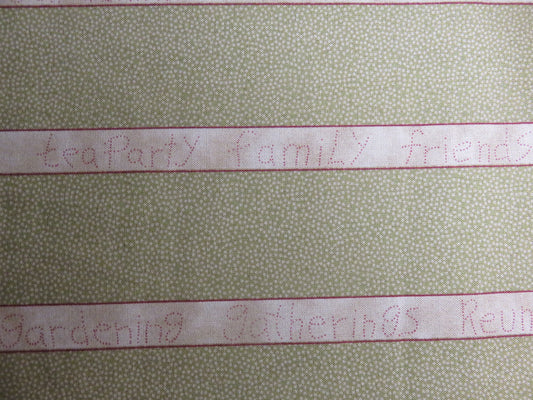 teaParty famiLy friends
gardening gatherings Reun